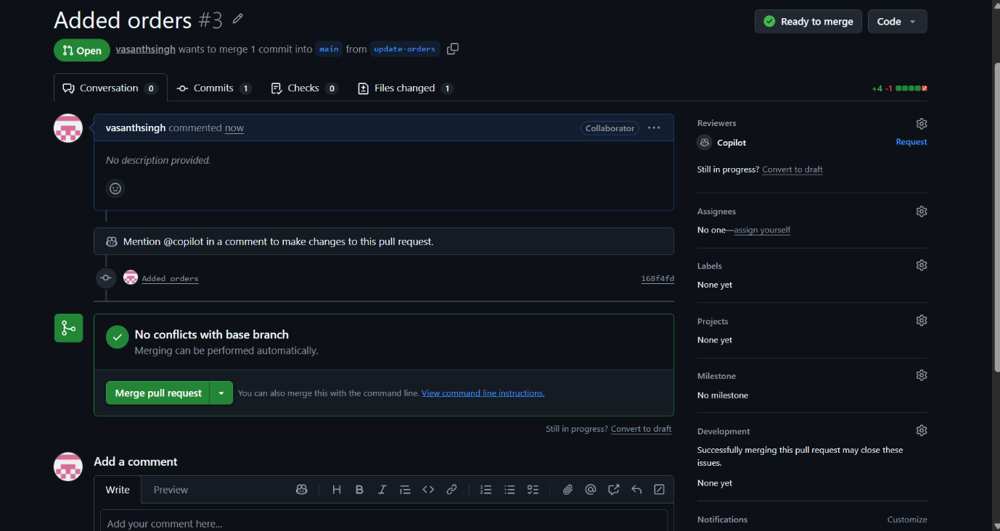 Added orders #3
Ready to merge
Code
Open
vasanthsingh wants to merge 1 commit into main from update-orders
Conversation 0
Commits 1
Checks 0
Files changed 1
+4 -1
vasanthsingh commented now
Collaborator
No description provided.
Mention @copilot in a comment to make changes to this pull request.
Added orders
168f4fd
No conflicts with base branch
Merging can be performed automatically.
Merge pull request
You can also merge this with the command line. View command line instructions.
Still in progress? Convert to draft
Add a comment
Write
Preview
Add your comment here...
Reviewers
Copilot
Request
Still in progress? Convert to draft
Assignees
No one—assign yourself
Labels
None yet
Projects
None yet
Milestone
No milestone
Development
Successfully merging this pull request may close these
issues.
None yet
Notifications
Customize